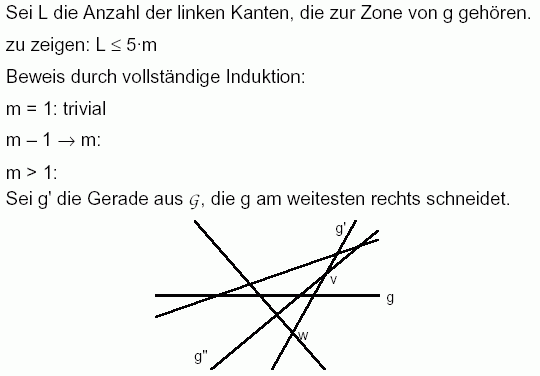 Sei L die Anzahl der linken Kanten, die zur Zone von g gehören.
zu zeigen: L ≤ 5·m
Beweis durch vollständige Induktion:
m = 1: trivial
m – 1 → m:
m > 1:
Sei g' die Gerade aus 𝒢, die g am weitesten rechts schneidet.
g'
v
g
w
g''